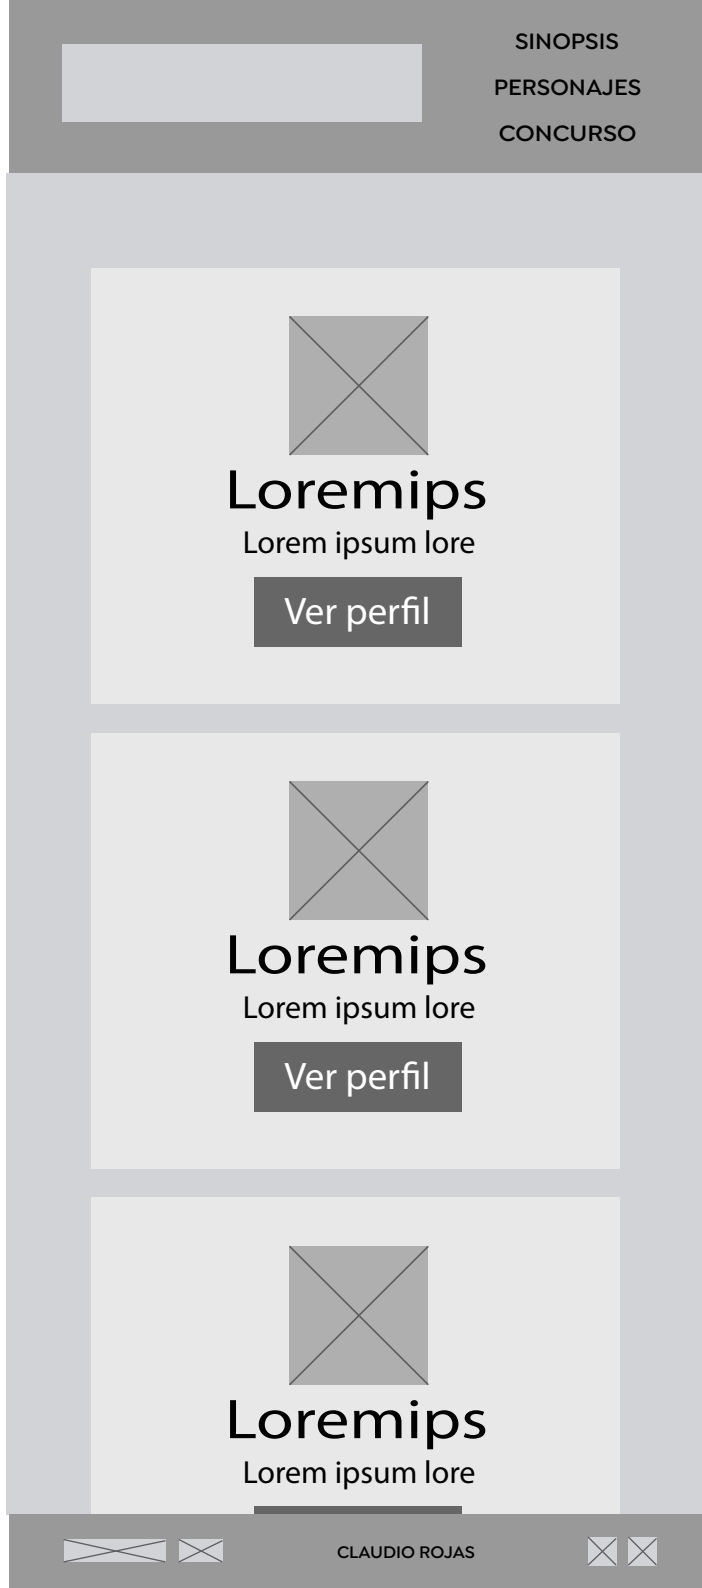 SINOPSIS
PERSONAJES
CONCURSO
Loremips
Lorem ipsum lore
Ver perfil
Loremips
Lorem ipsum lore
Ver perfil
Loremips
Lorem ipsum lore
CLAUDIO ROJAS